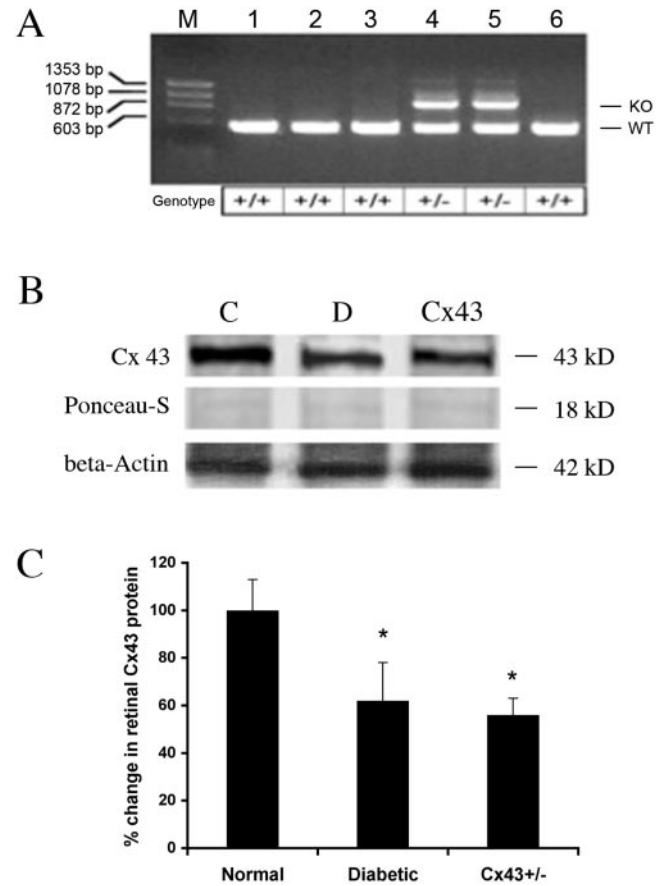 A
M 1 2 3 4 5 6
1353 bp
1078 bp
872 bp
603 bp
KO
WT
Genotype +/+ +/+ +/+ +/- +/- +/+
B
C D Cx43
Cx 43 43 kD
Ponceau-S 18 kD
beta-Actin 42 kD
C
% change in retinal Cx43 protein
120
100
80
60
40
20
0
*
*
Normal Diabetic Cx43+/-